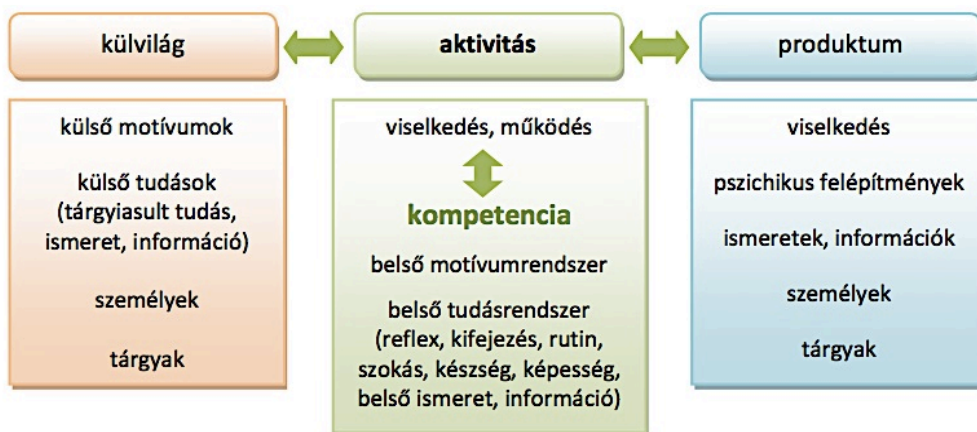 külvilág
aktivitás
produktum
külső motívumok
külső tudások
(tárgyiasult tudás,
ismeret, információ)
személyek
tárgyak
viselkedés, működés
kompetencia
belső motívumrendszer
belső tudásrendszer
(reflex, kifejezés, rutin,
szokás, készség, képesség,
belső ismeret, információ)
viselkedés
pszichikus felépítmények
ismeretek, információk
személyek
tárgyak